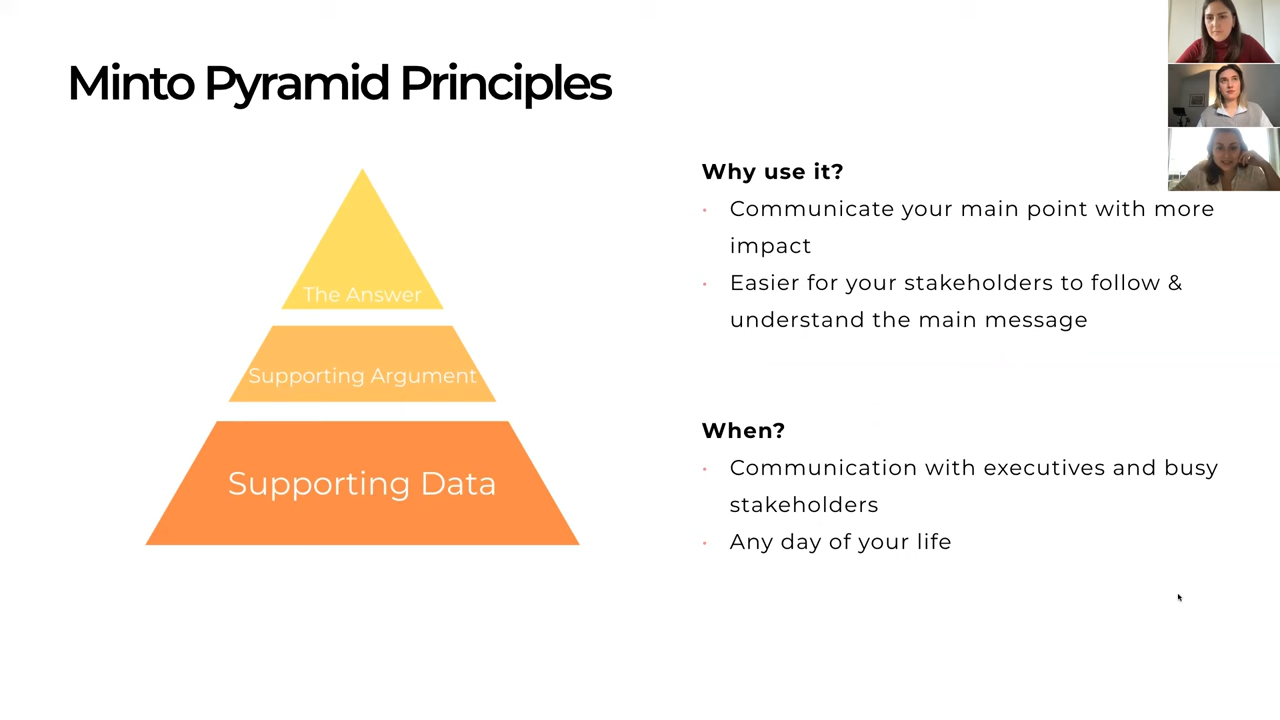 Minto Pyramid Principles
The Answer
Supporting Argument
Supporting Data
Why use it?
• Communicate your main point with more
impact
• Easier for your stakeholders to follow &
understand the main message
When?
• Communication with executives and busy
stakeholders
• Any day of your life